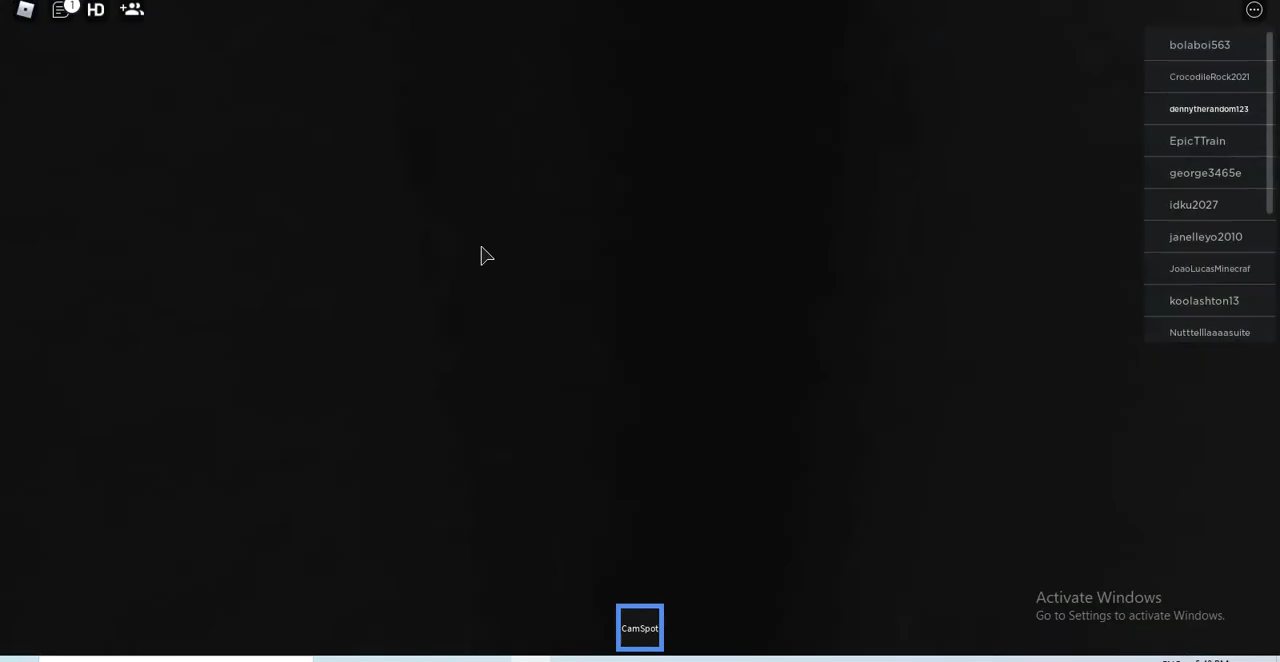 1
HD
bolaboi563
CrocodileRock2021
dennytherandom123
EpicTTrain
george3465e
idku2027
janelleyo2010
JoaoLucasMinecraf
koolashton13
Nutttelllaaaasuite
Activate Windows
Go to Settings to activate Windows.
CamSpot